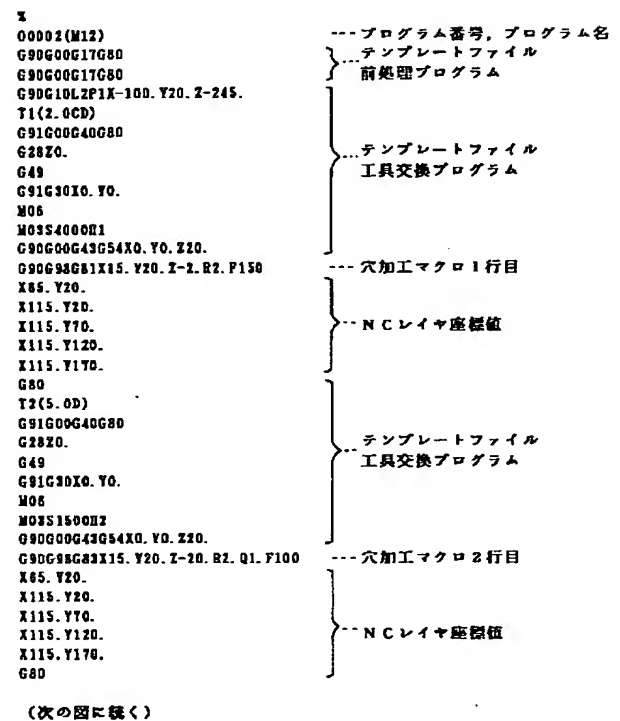 %
O0002(M12) --- プログラム番号, プログラム名
G90G00G17G80
G90G00G17G80
テンプレートファイル
前処理プログラム
G90G10L2P1X-100.Y20.Z-245.
T1(2.0CD)
G91G00G40G80
G28Z0.
G49
G91G30X0.Y0.
M06
M03S4000H1
G90G00G43G54X0.Y0.Z20.
テンプレートファイル
工具交換プログラム
G90G98G81X15.Y20.Z-2.R2.F150 --- 穴加工マクロ1行目
X65.Y20.
X115.Y20.
X115.Y70.
X115.Y120.
X115.Y170.
NCレイヤ座標値
G80
T2(5.0D)
G91G00G40G80
G28Z0.
G49
G91G30X0.Y0.
M06
M03S1500H2
G90G00G43G54X0.Y0.Z20.
テンプレートファイル
工具交換プログラム
G90G98G83X15.Y20.Z-20.R2.Q1.F100 --- 穴加工マクロ2行目
X65.Y20.
X115.Y20.
X115.Y70.
X115.Y120.
X115.Y170.
G80
NCレイヤ座標値
(次の図に続く)